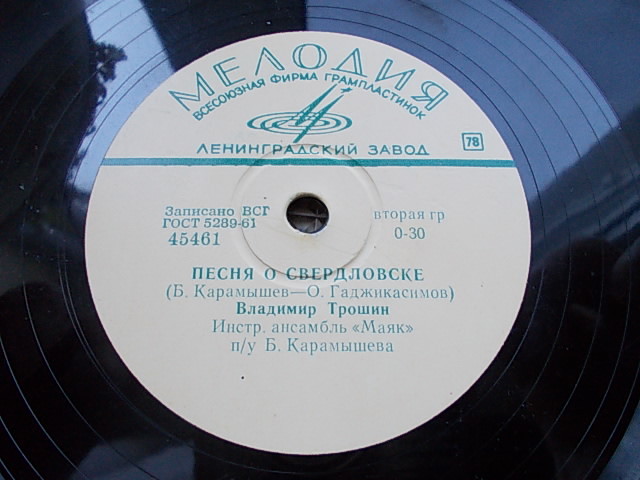 МЕЛОДИЯ
ВСЕСОЮЗНАЯ ФИРМА ГРАМПЛАСТИНОК
ЛЕНИНГРАДСКИЙ ЗАВОД
78
Записано ВСГ
ГОСТ 5289-61
45461
вторая гр
0-30
ПЕСНЯ О СВЕРДЛОВСКЕ
(Б. Карамышев—О. Гаджикасимов)
Владимир Трошин
Инстр. ансамбль «Маяк»
п/у Б. Карамышева